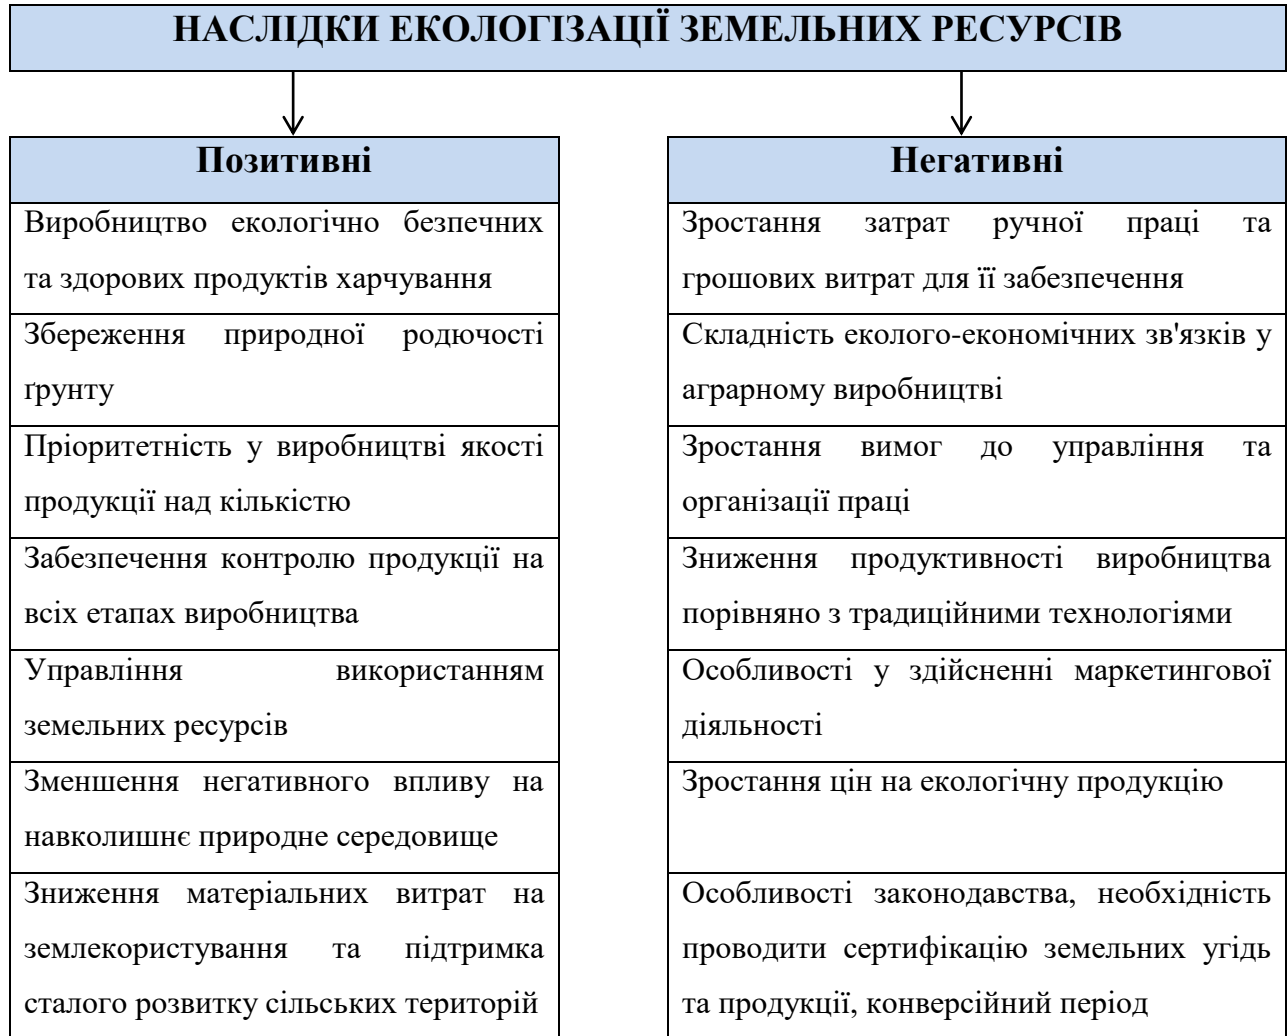 НАСЛІДКИ ЕКОЛОГІЗАЦІЇ ЗЕМЕЛЬНИХ РЕСУРСІВ
Позитивні
Виробництво екологічно безпечних
та здорових продуктів харчування
Збереження природної родючості
ґрунту
Пріоритетність у виробництві якості
продукції над кількістю
Забезпечення контролю продукції на
всіх етапах виробництва
Управління використанням
земельних ресурсів
Зменшення негативного впливу на
навколишнє природне середовище
Зниження матеріальних витрат на
землекористування та підтримка
сталого розвитку сільських територій
Негативні
Зростання затрат ручної праці та
грошових витрат для її забезпечення
Складність еколого-економічних зв'язків у
аграрному виробництві
Зростання вимог до управління та
організації праці
Зниження продуктивності виробництва
порівняно з традиційними технологіями
Особливості у здійсненні маркетингової
діяльності
Зростання цін на екологічну продукцію
Особливості законодавства, необхідність
проводити сертифікацію земельних угідь
та продукції, конверсійний період